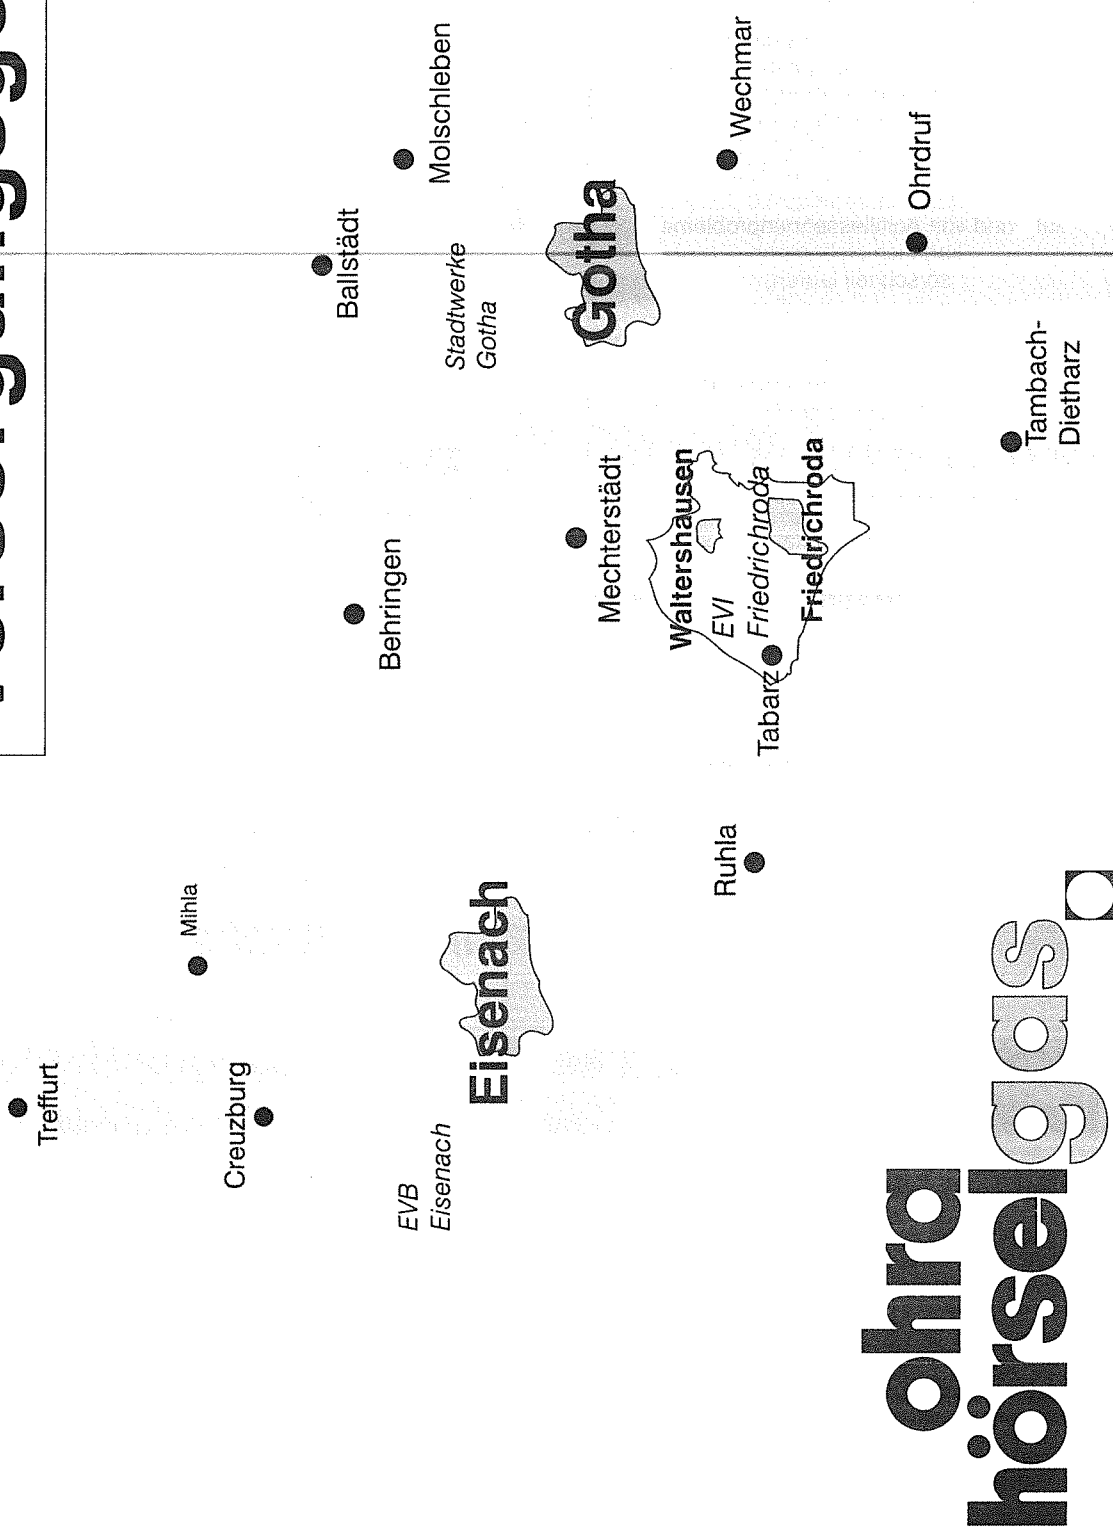 Treffurt
Mihla
Creuzburg
Ballstädt
Behringen
EVB
Eisenach
Molschleben
Stadtwerke
Gotha
Eisenach
Gotha
Mechterstädt
Waltershausen
EVI
Friedrichroda
Ruhla
Wechmar
Tabarz
Friedrichroda
Ohrdruf
Tambach-
Dietharz
ohra
hörselgas